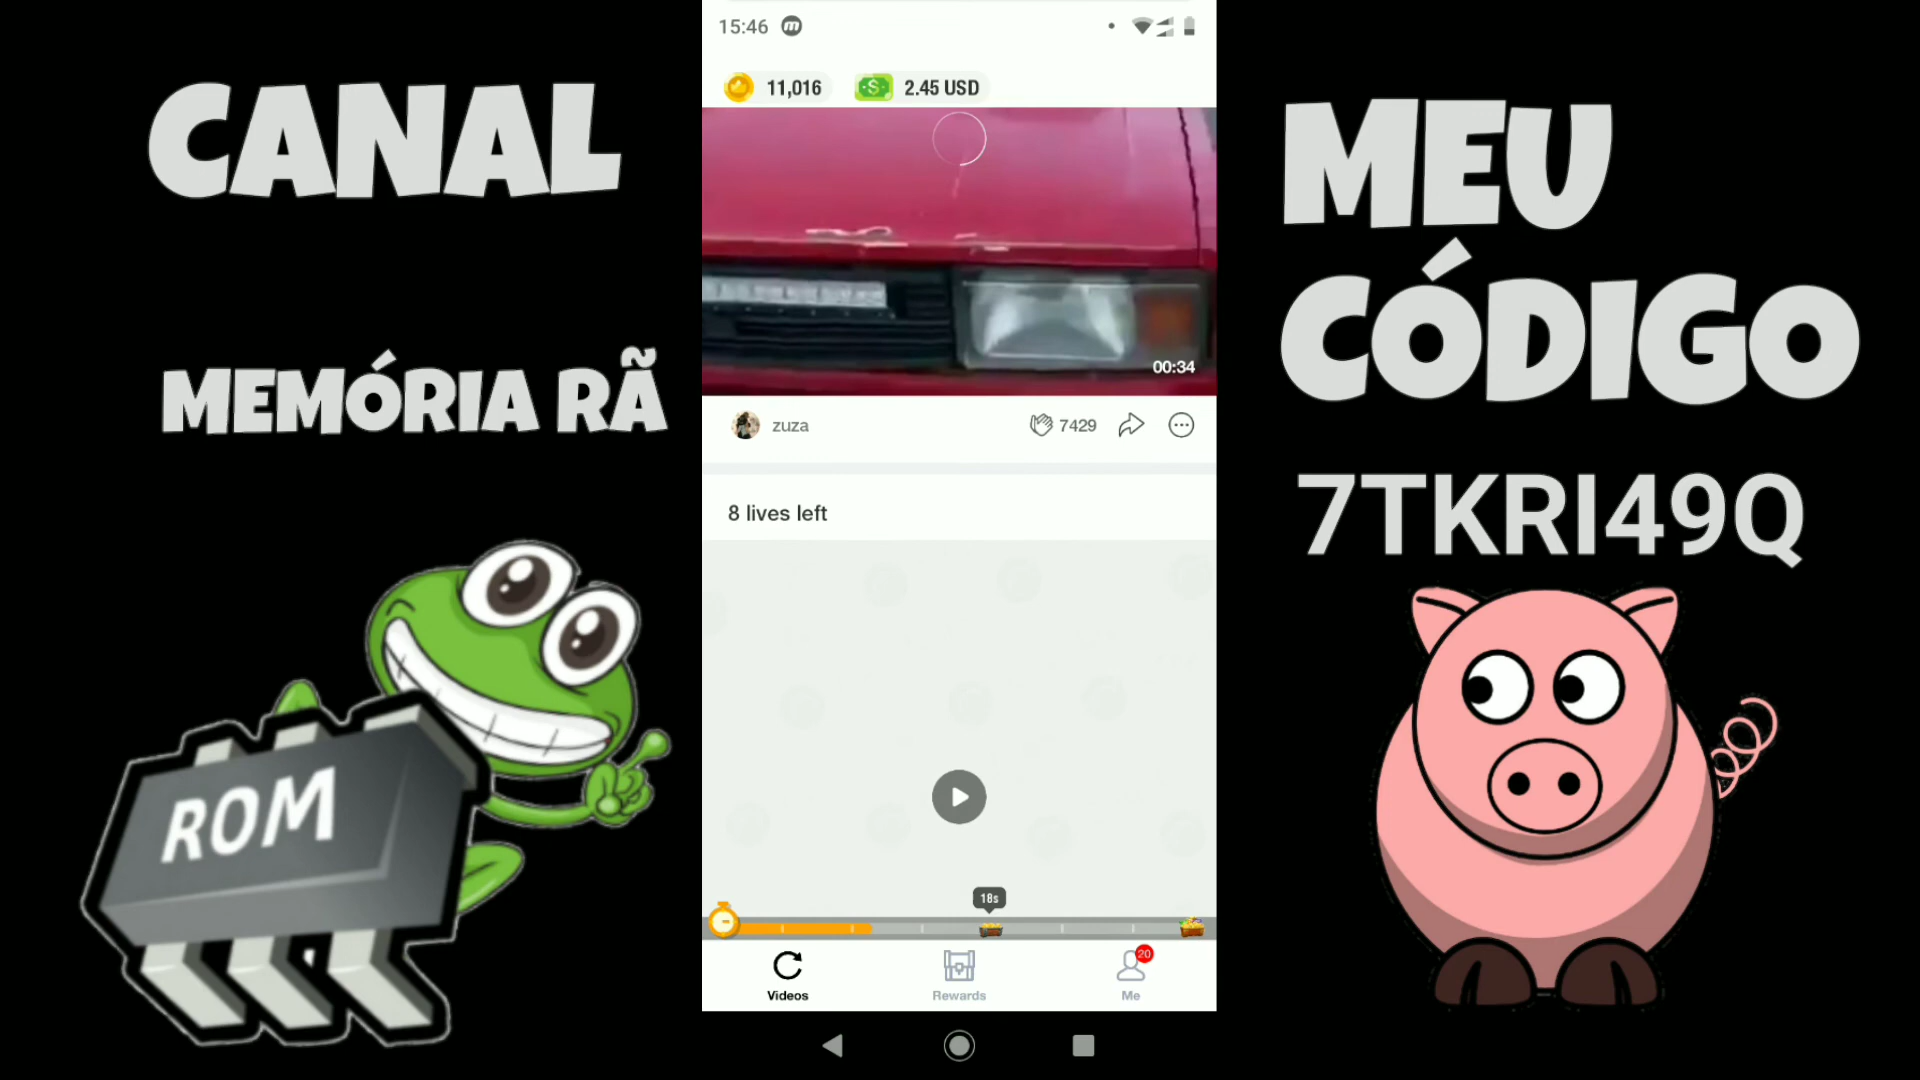 CANAL
MEMÓRIA RÃ
ROM
15:46
11,016
2.45 USD
00:34
zuza
7429
8 lives left
18s
Videos
Rewards
20
Me
MEU
CÓDIGO
7TKRI49Q